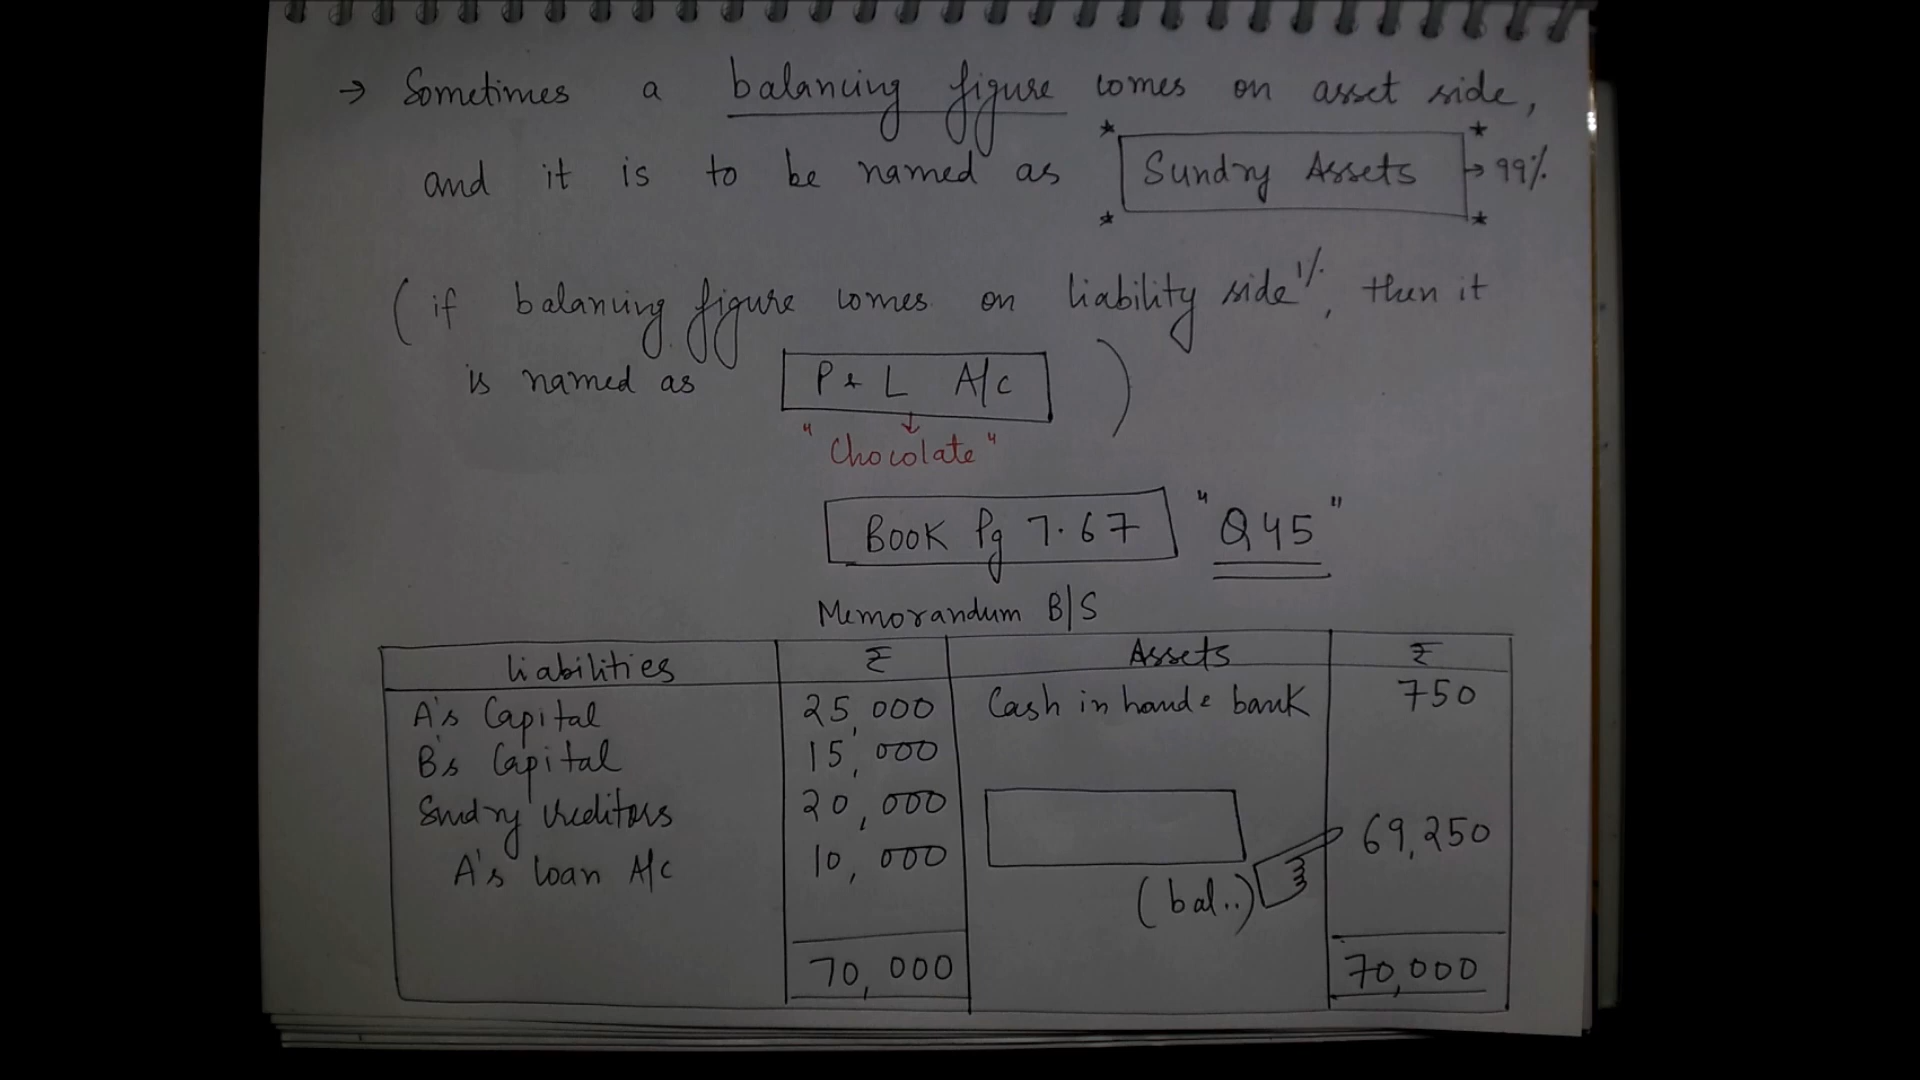 → Sometimes a balancing figure comes on asset side,
and it is to be named as Sundry Assets → 99%
(if balancing figure comes on liability side 1%, then it
is named as P & L A/c)
"Chocolate"
Book Pg 7.67 "Q45"
Memorandum B/S
Liabilities ₹ Assets ₹
A's Capital 25,000 Cash in hand & bank 750
B's Capital 15,000
Sundry Creditors 20,000 69,250
A's loan A/c 10,000
(bal..)
70,000 70,000